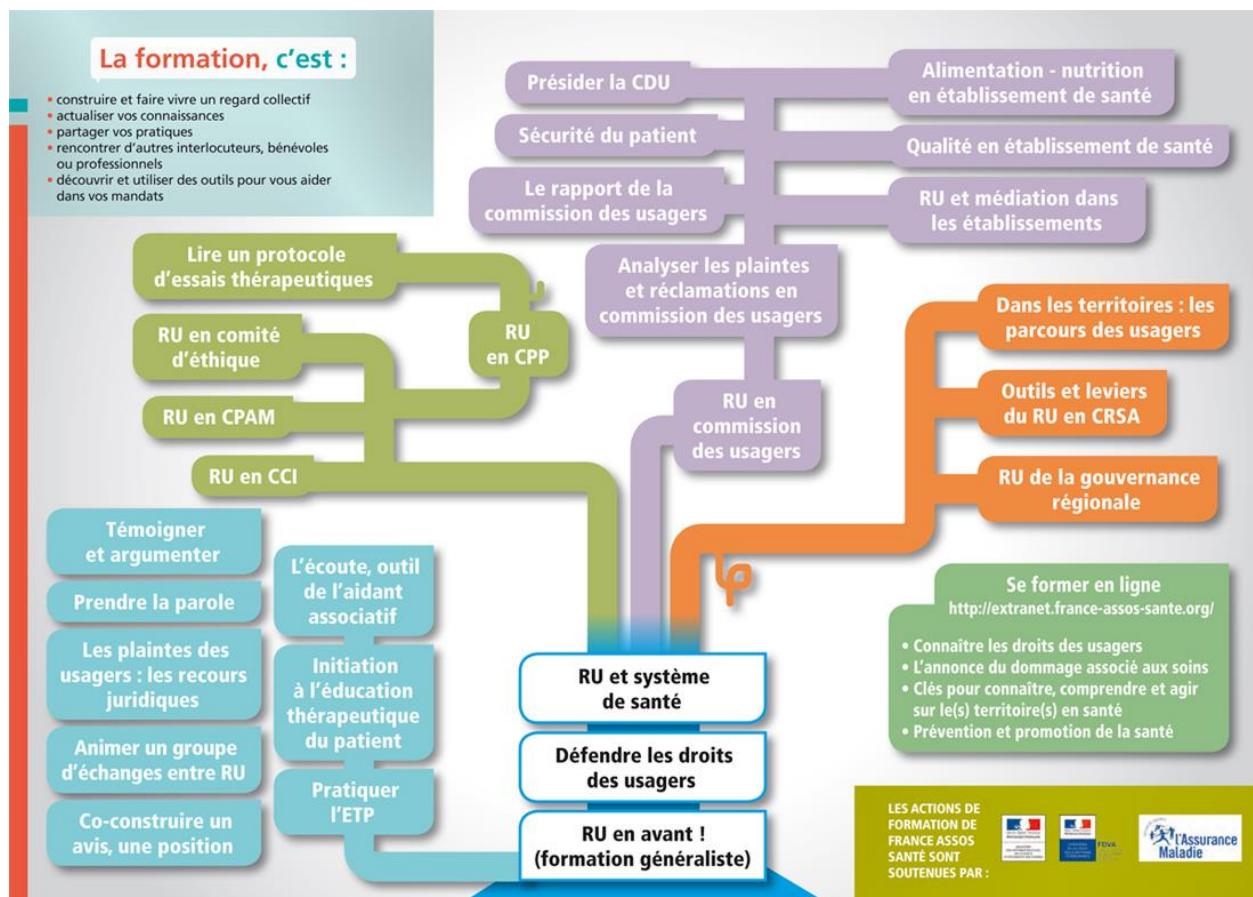 La formation, c'est :
• construire et faire vivre un regard collectif
• actualiser vos connaissances
• partager vos pratiques
• rencontrer d'autres interlocuteurs, bénévoles
ou professionnels
• découvrir et utiliser des outils pour vous aider
dans vos mandats
Présider la CDU
Sécurité du patient
Le rapport de la
commission des usagers
Alimentation - nutrition
en établissement de santé
Qualité en établissement de santé
RU et médiation dans
les établissements
Analyser les plaintes
et réclamations en
commission des usagers
RU en
commission
des usagers
Lire un protocole
d'essais thérapeutiques
RU en comité
d'éthique
RU en CPAM
RU en CCI
RU
en CPP
Dans les territoires : les
parcours des usagers
Outils et leviers
du RU en CRSA
RU de la gouvernance
régionale
Témoigner
et argumenter
Prendre la parole
Les plaintes des
usagers : les recours
juridiques
Animer un groupe
d'échanges entre RU
Co-construire un
avis, une position
L'écoute, outil
de l'aidant
associatif
Initiation
à l'éducation
thérapeutique
du patient
Pratiquer
l'ETP
RU et système
de santé
Défendre les droits
des usagers
RU en avant !
(formation généraliste)
Se former en ligne
http://extranet.france-assos-sante.org/
• Connaître les droits des usagers
• L'annonce du dommage associé aux soins
• Clés pour connaître, comprendre et agir
sur le(s) territoire(s) en santé
• Prévention et promotion de la santé
LES ACTIONS DE
FORMATION DE
FRANCE ASSOS
SANTÉ SONT
SOUTENUES PAR :
FDVA
l'Assurance
Maladie